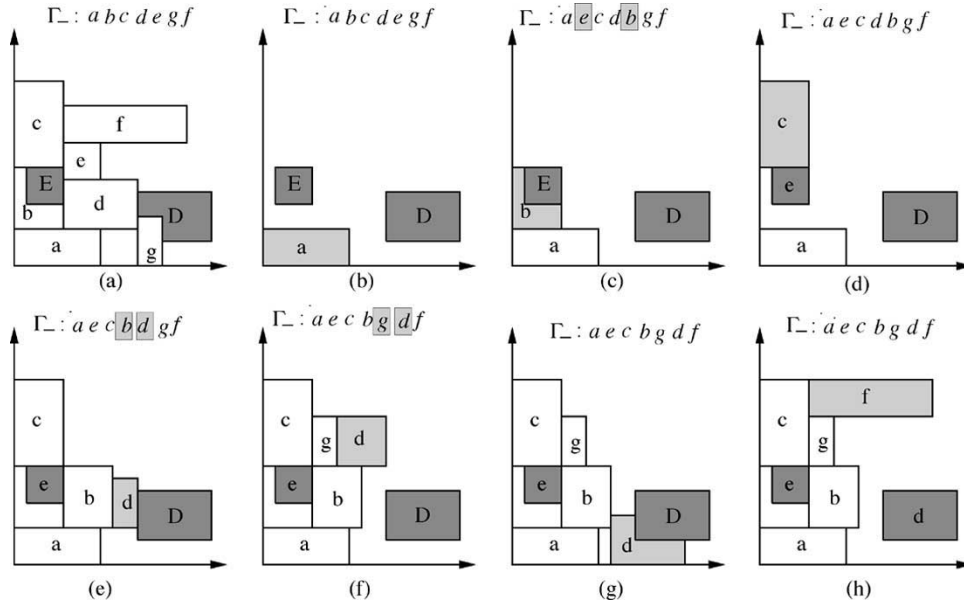 Γ_ : a b c d e g f
Γ_ : a b c d e g f
Γ_ : a e c d b g f
Γ_ : a e c d b g f
c
f
e
E
b
d
D
a
g
(a)
E
D
a
(b)
E
b
D
a
(c)
c
e
D
a
(d)
Γ_ : a e c b d g f
Γ_ : a e c b g d f
Γ_ : a e c b g d f
Γ_ : a e c b g d f
c
e
b
d
D
a
(e)
c
g
d
e
b
D
a
(f)
c
g
e
b
D
a
d
(g)
f
c
g
e
b
d
a
(h)